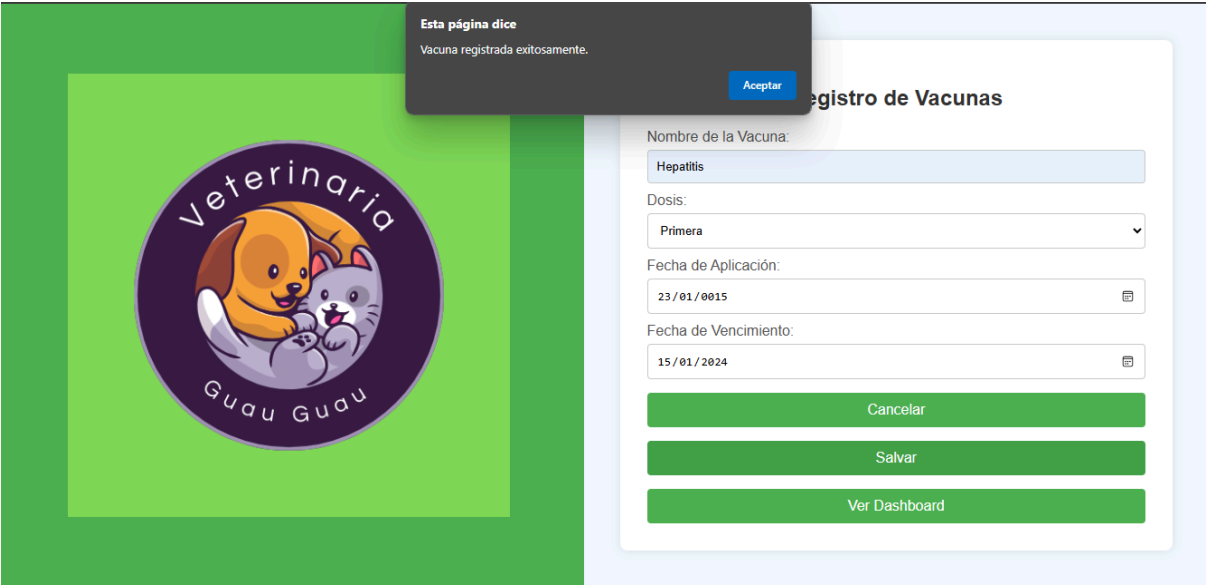 Esta página dice
Vacuna registrada exitosamente.
Aceptar
Veterinaria
Guau Guau
egistro de Vacunas
Nombre de la Vacuna:
Hepatitis
Dosis:
Primera
Fecha de Aplicación:
23/01/0015
Fecha de Vencimiento:
15/01/2024
Cancelar
Salvar
Ver Dashboard